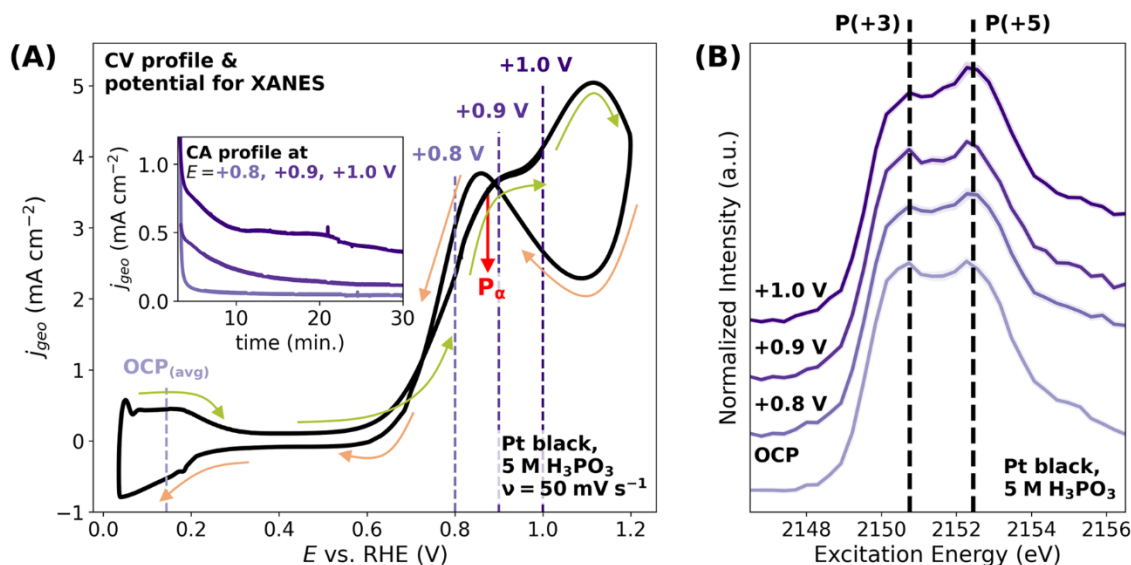 (A)
CV profile &
potential for XANES
+1.0 V
+0.9 V
+0.8 V
CA profile at
E = +0.8, +0.9, +1.0 V
j_geo (mA cm⁻²)
1.0
0.5
0.0
10
20
30
time (min.)
P_α
OCP_(avg)
Pt black,
5 M H₃PO₃
ν = 50 mV s⁻¹
j_geo (mA cm⁻²)
5
4
3
2
1
0
−1
0.0
0.2
0.4
0.6
0.8
1.0
1.2
E vs. RHE (V)
(B)
P(+3)
P(+5)
Normalized Intensity (a.u.)
+1.0 V
+0.9 V
+0.8 V
OCP
Pt black,
5 M H₃PO₃
2148
2150
2152
2154
2156
Excitation Energy (eV)